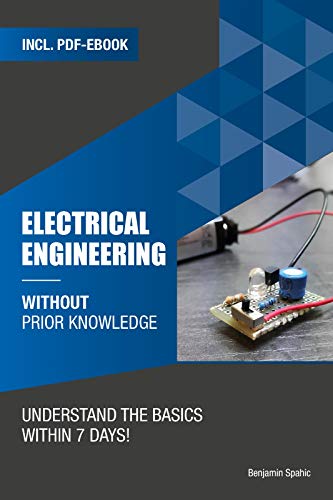 INCL. PDF-EBOOK
ELECTRICAL
ENGINEERING
WITHOUT
PRIOR KNOWLEDGE
UNDERSTAND THE BASICS
WITHIN 7 DAYS!
Benjamin Spahic